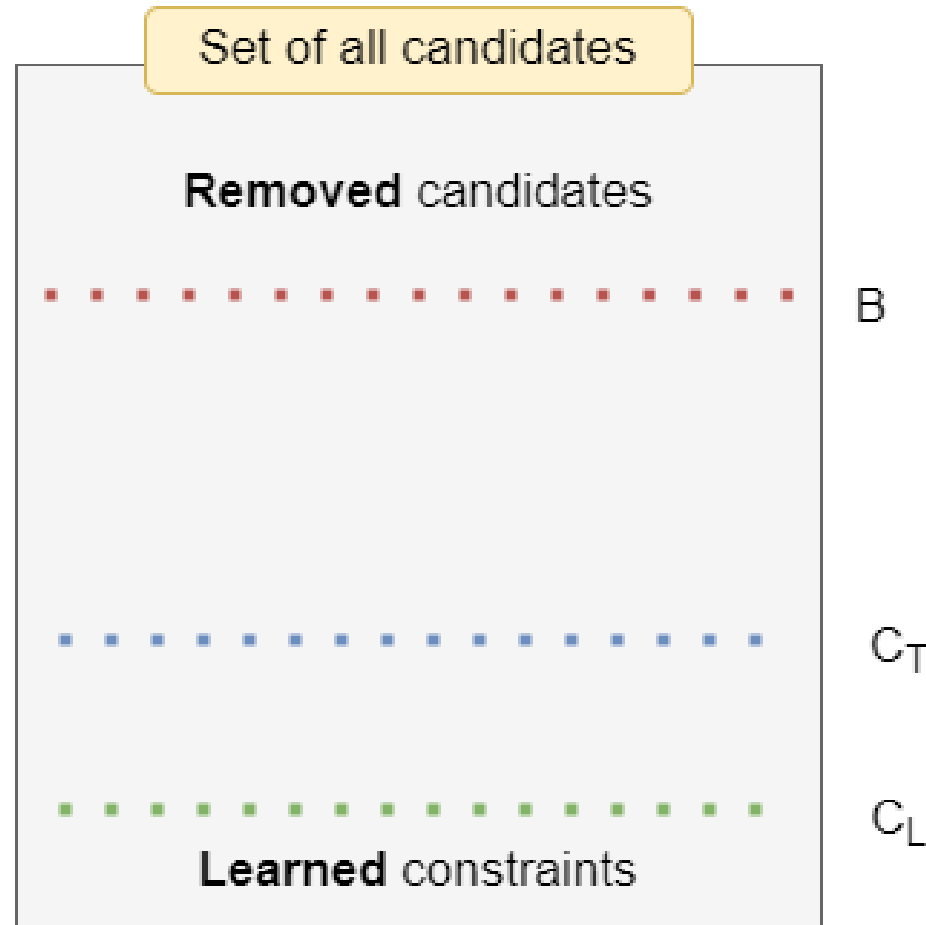 Set of all candidates
Removed candidates
B
C_T
C_L
Learned constraints